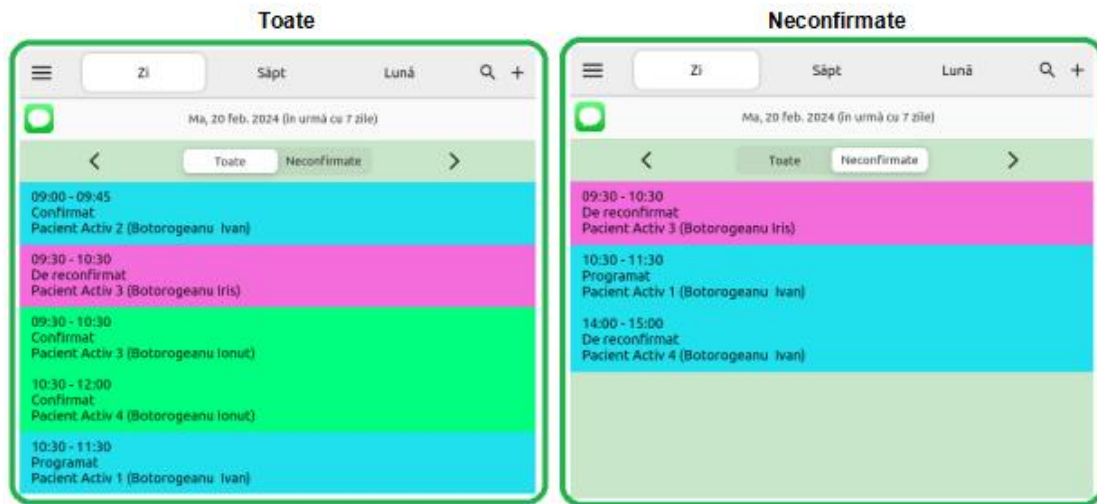 Toate
Zi
Săpt
Lună
Ma, 20 feb. 2024 (în urmă cu 7 zile)
Toate
Neconfirmate
09:00 - 09:45
Confirmat
Pacient Activ 2 (Botorogeanu Ivan)
09:30 - 10:30
De reconfirmat
Pacient Activ 3 (Botorogeanu Iris)
09:30 - 10:30
Confirmat
Pacient Activ 3 (Botorogeanu Ionut)
10:30 - 12:00
Confirmat
Pacient Activ 4 (Botorogeanu Ionut)
10:30 - 11:30
Programat
Pacient Activ 1 (Botorogeanu Ivan)
Neconfirmate
Zi
Săpt
Lună
Ma, 20 feb. 2024 (în urmă cu 7 zile)
Toate
Neconfirmate
09:30 - 10:30
De reconfirmat
Pacient Activ 3 (Botorogeanu Iris)
10:30 - 11:30
Programat
Pacient Activ 1 (Botorogeanu Ivan)
14:00 - 15:00
De reconfirmat
Pacient Activ 4 (Botorogeanu Ivan)